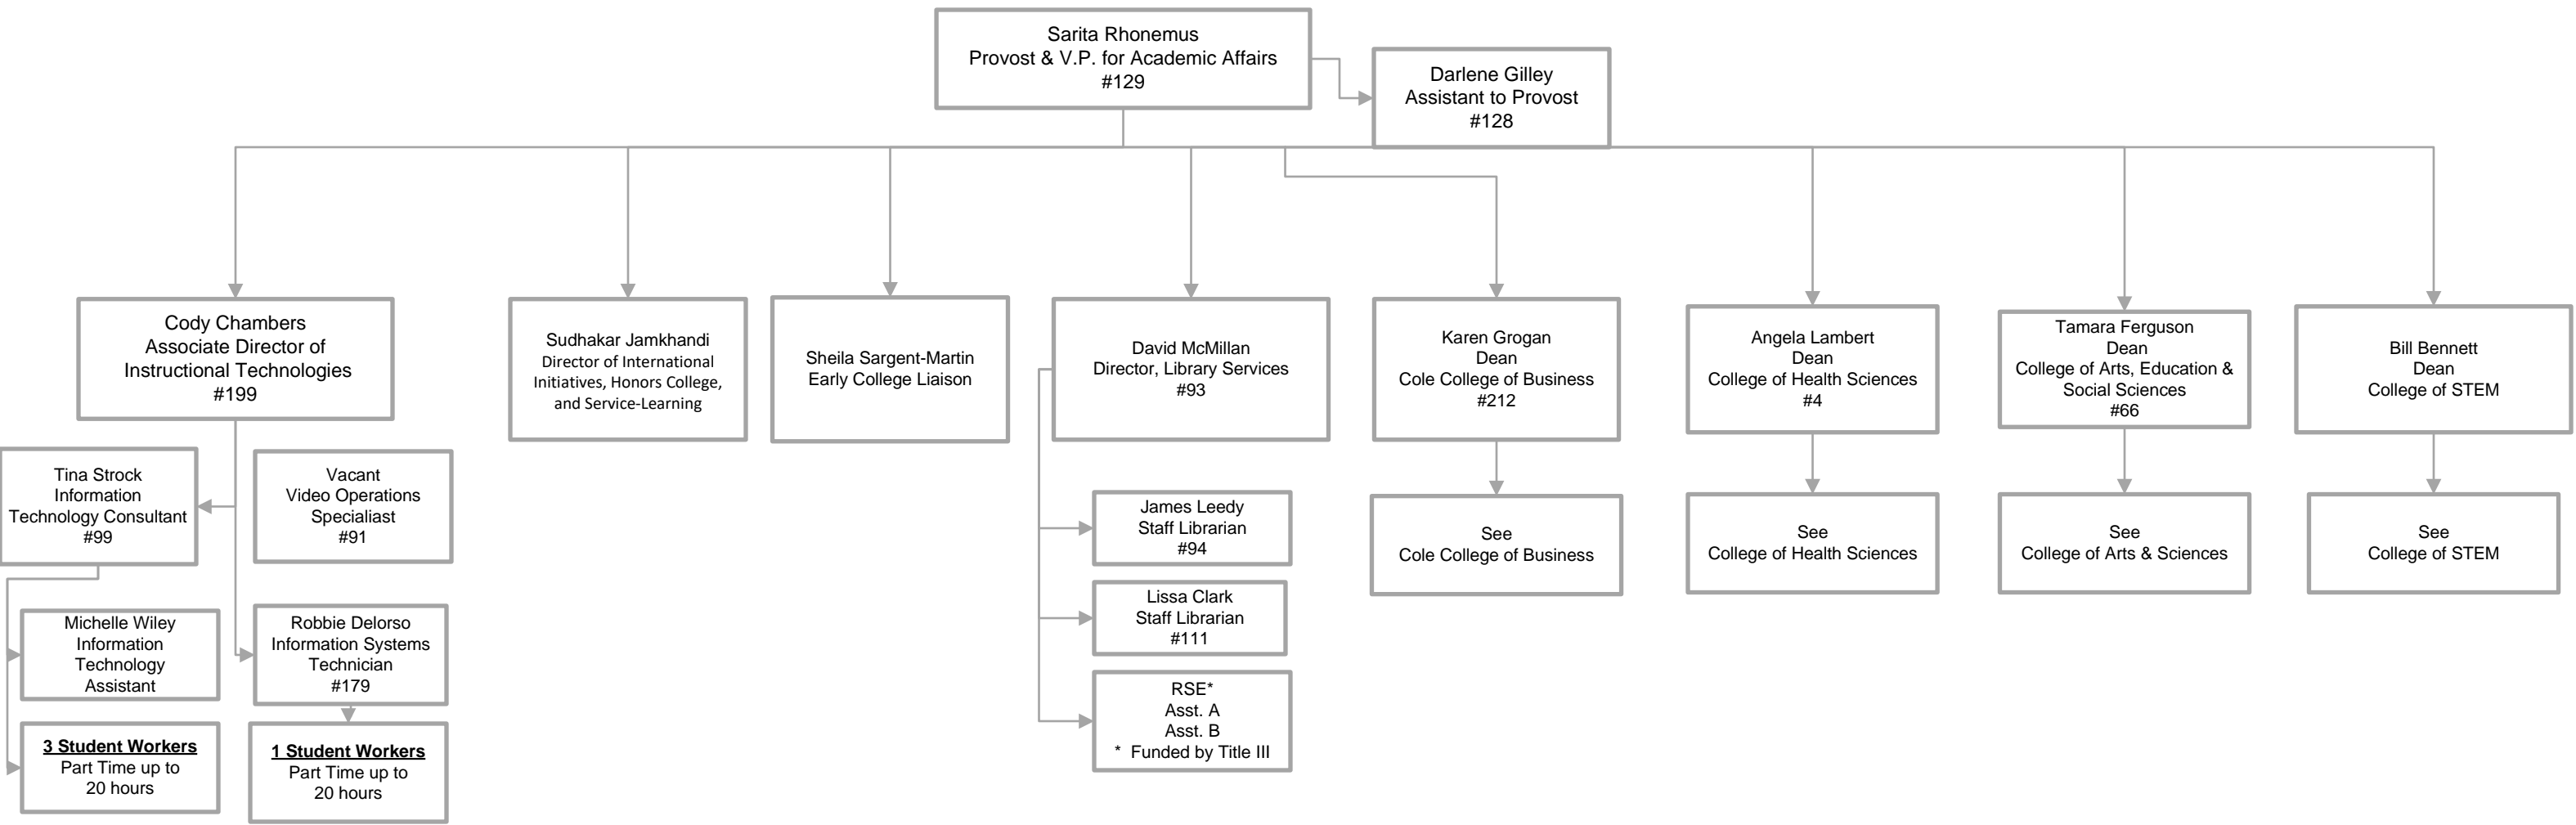 Sarita Rhonemus
Provost & V.P. for Academic Affairs
#129
Darlene Gilley
Assistant to Provost
#128
Cody Chambers
Associate Director of
Instructional Technologies
#199
Sudhakar Jamkhandi
Director of International
Initiatives, Honors College,
and Service-Learning
Sheila Sargent-Martin
Early College Liaison
David McMillan
Director, Library Services
#93
Karen Grogan
Dean
Cole College of Business
#212
Angela Lambert
Dean
College of Health Sciences
#4
Tamara Ferguson
Dean
College of Arts, Education &
Social Sciences
#66
Bill Bennett
Dean
College of STEM
Tina Strock
Information
Technology Consultant
#99
Vacant
Video Operations
Specialiast
#91
James Leedy
Staff Librarian
#94
See
Cole College of Business
See
College of Health Sciences
See
College of Arts & Sciences
See
College of STEM
Lissa Clark
Staff Librarian
#111
Michelle Wiley
Information
Technology
Assistant
Robbie Delorso
Information Systems
Technician
#179
RSE*
Asst. A
Asst. B
* Funded by Title III
3 Student Workers
Part Time up to
20 hours
1 Student Workers
Part Time up to
20 hours